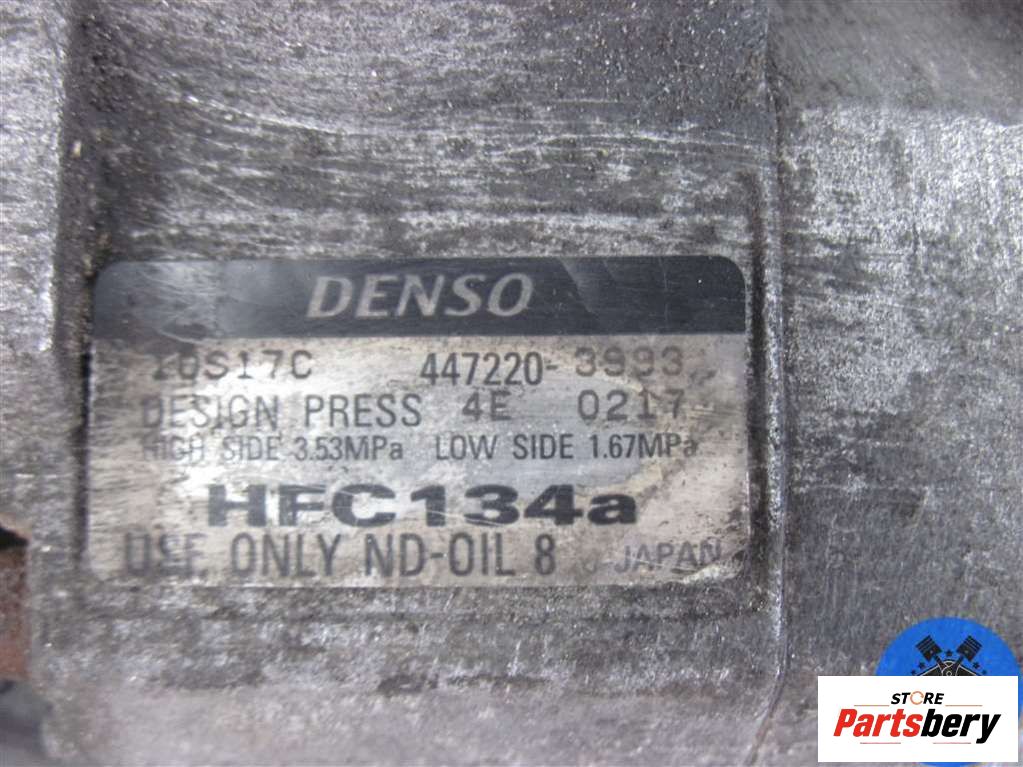 DENSO
10S17C 447220-3993
DESIGN PRESS 4E 0217
HIGH SIDE 3.53MPa LOW SIDE 1.67MPa
HFC134a
USE ONLY ND-OIL 8 JAPAN
STORE
Partsbery